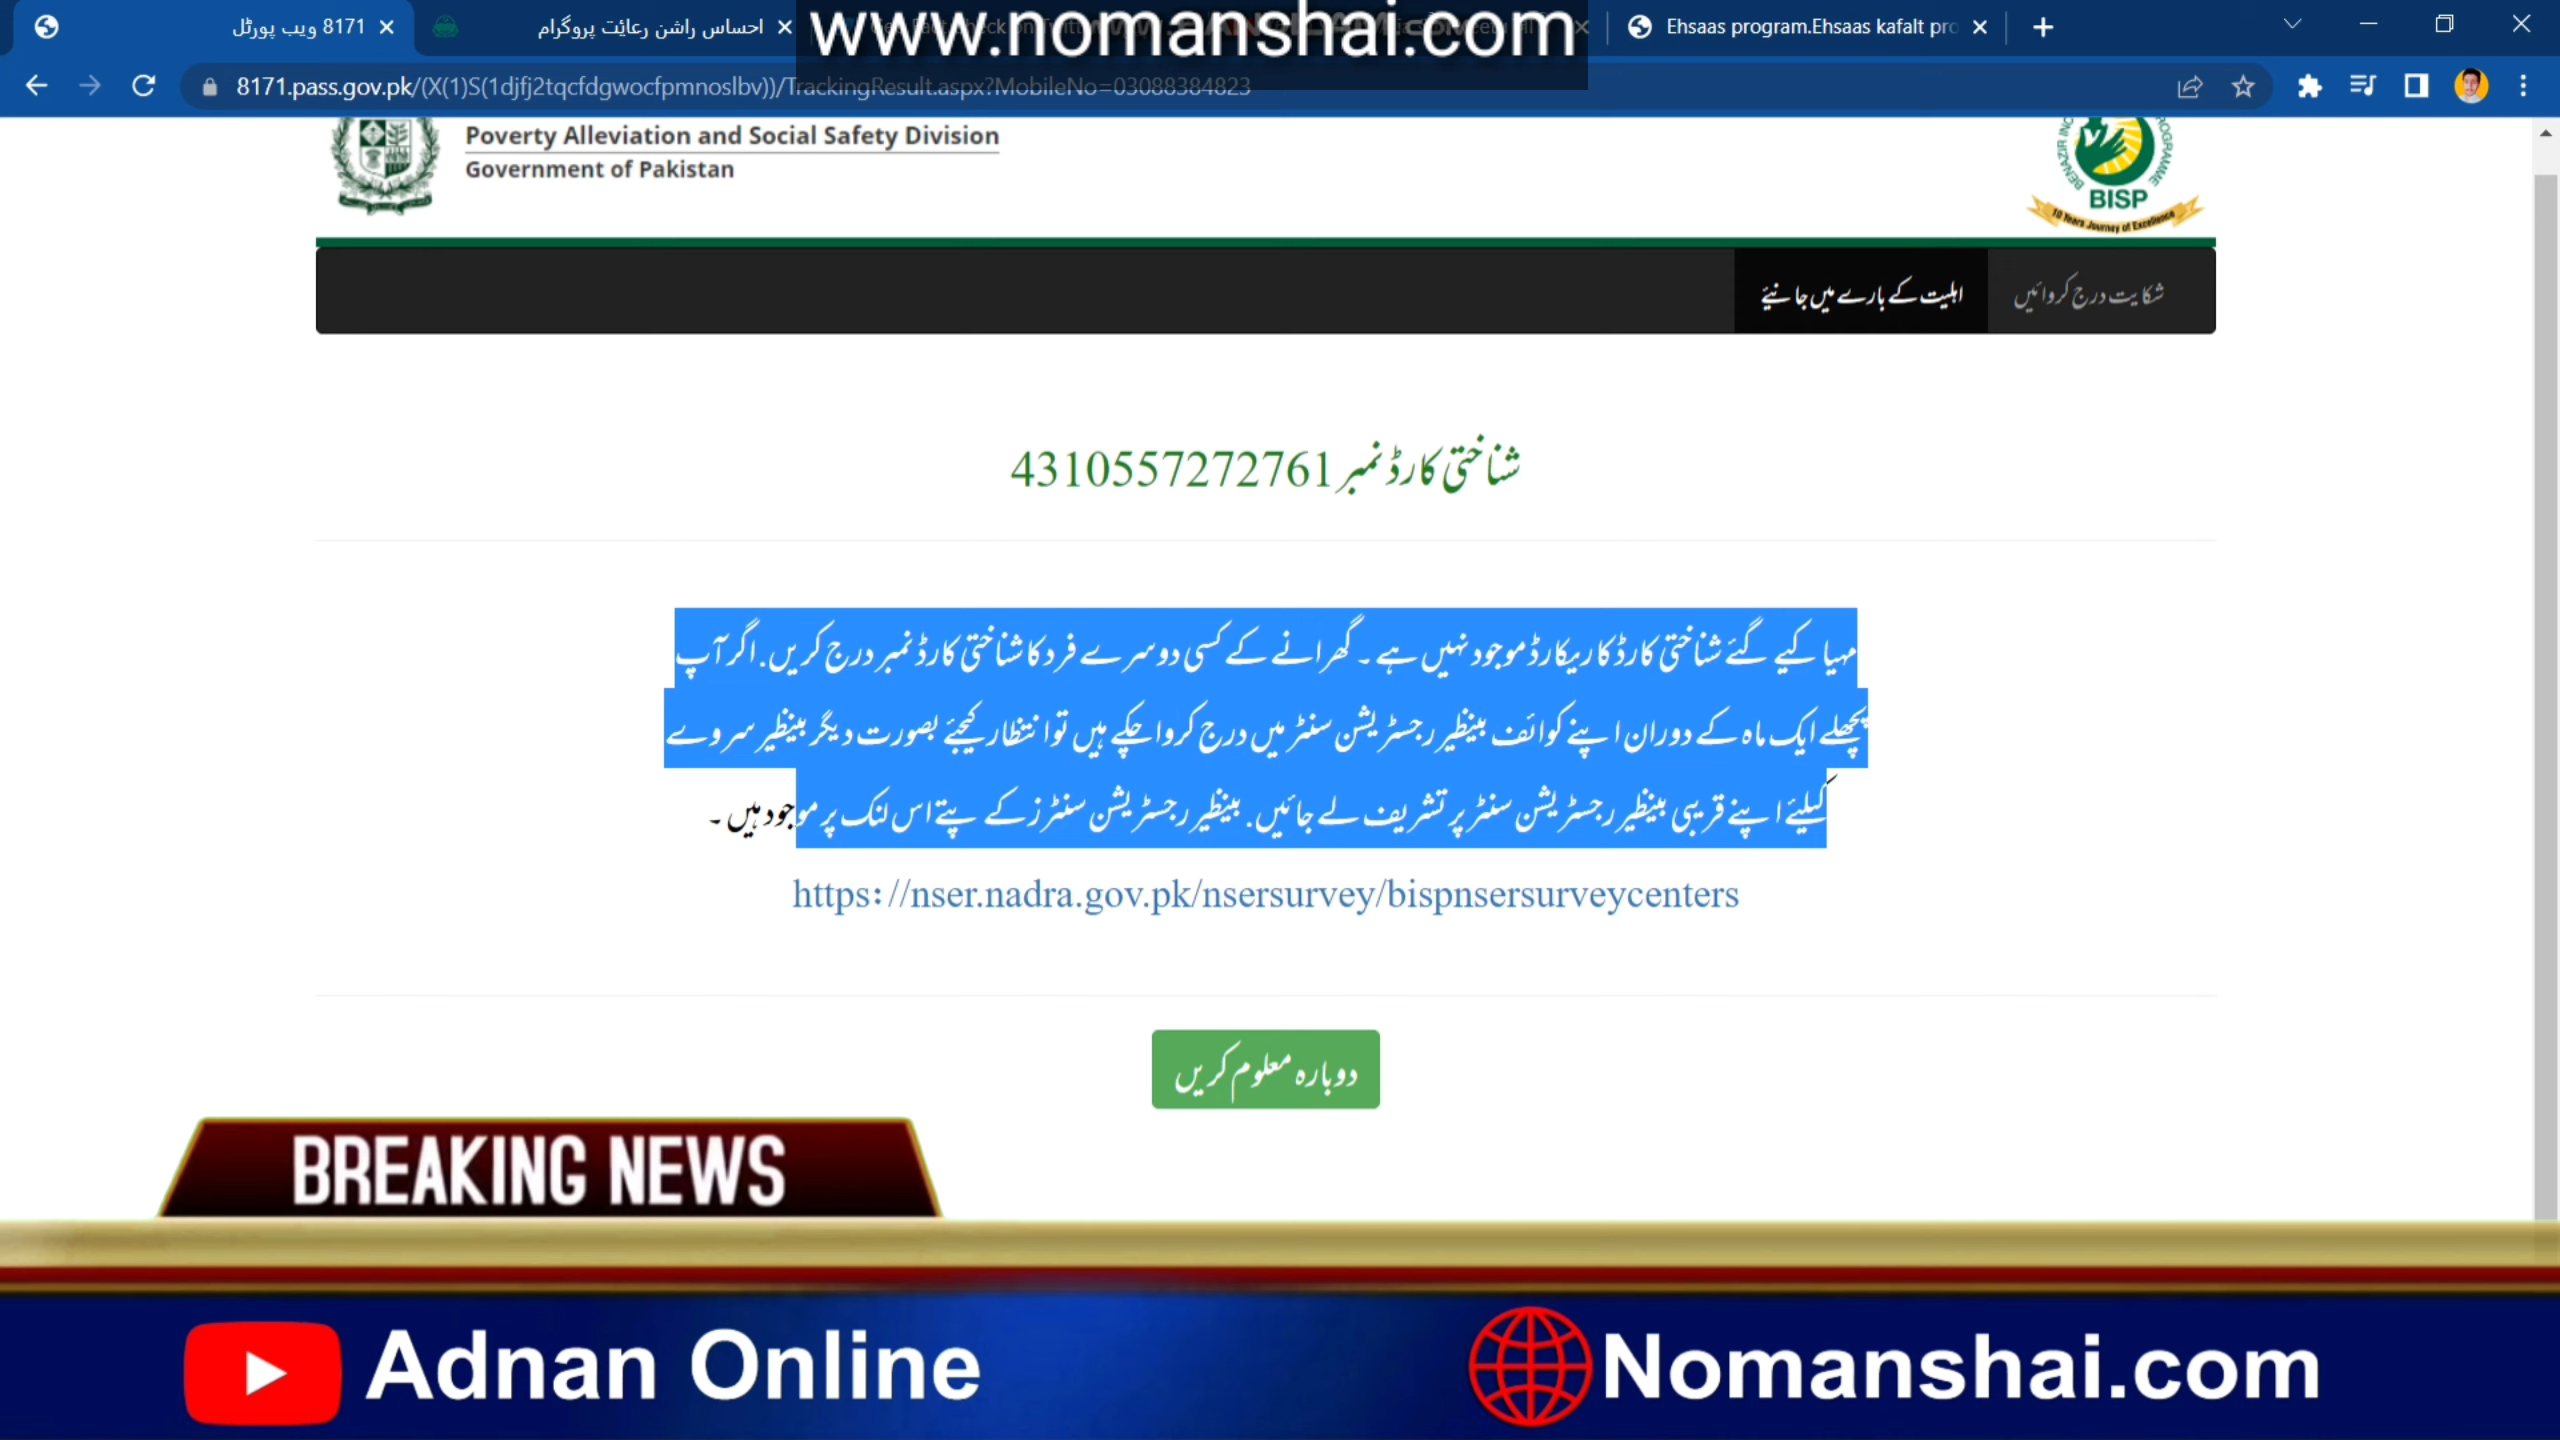 8171 ویب پورٹل
احساس راشن رعائت پروگرام
www.nomanshai.com
Ehsaas program.Ehsaas kafalt pro
8171.pass.gov.pk/(X(1)S(1djfj2tqcfdgwocfpmnoslbv))/TrackingResult.aspx?MobileNo=03088384823
Poverty Alleviation and Social Safety Division
Government of Pakistan
BISP
10 Years Journey of Excellence
شکایت درج کروائیں
اہلیت کے بارے میں جانیئے
شناختی کارڈ نمبر 4310557272761
مہیا کیے گئے شناختی کارڈ کا ریکارڈ موجود نہیں ہے ۔ گھرانے کے کسی دوسرے فرد کا شناختی کارڈ نمبر درج کریں. اگر آپ
پچھلے ایک ماہ کے دوران اپنے کوائف بینظیر رجسٹریشن سنٹر میں درج کروا چکے ہیں تو انتظار کیجئے بصورت دیگر بینظیر سروے
کیلئے اپنے قریبی بینظیر رجسٹریشن سنٹر پر تشریف لے جائیں. بینظیر رجسٹریشن سنٹرز کے پتے اس لنک پر موجود ہیں ۔
https://nser.nadra.gov.pk/nsersurvey/bispnsersurveycenters
دوبارہ معلوم کریں
BREAKING NEWS
Adnan Online
Nomanshai.com